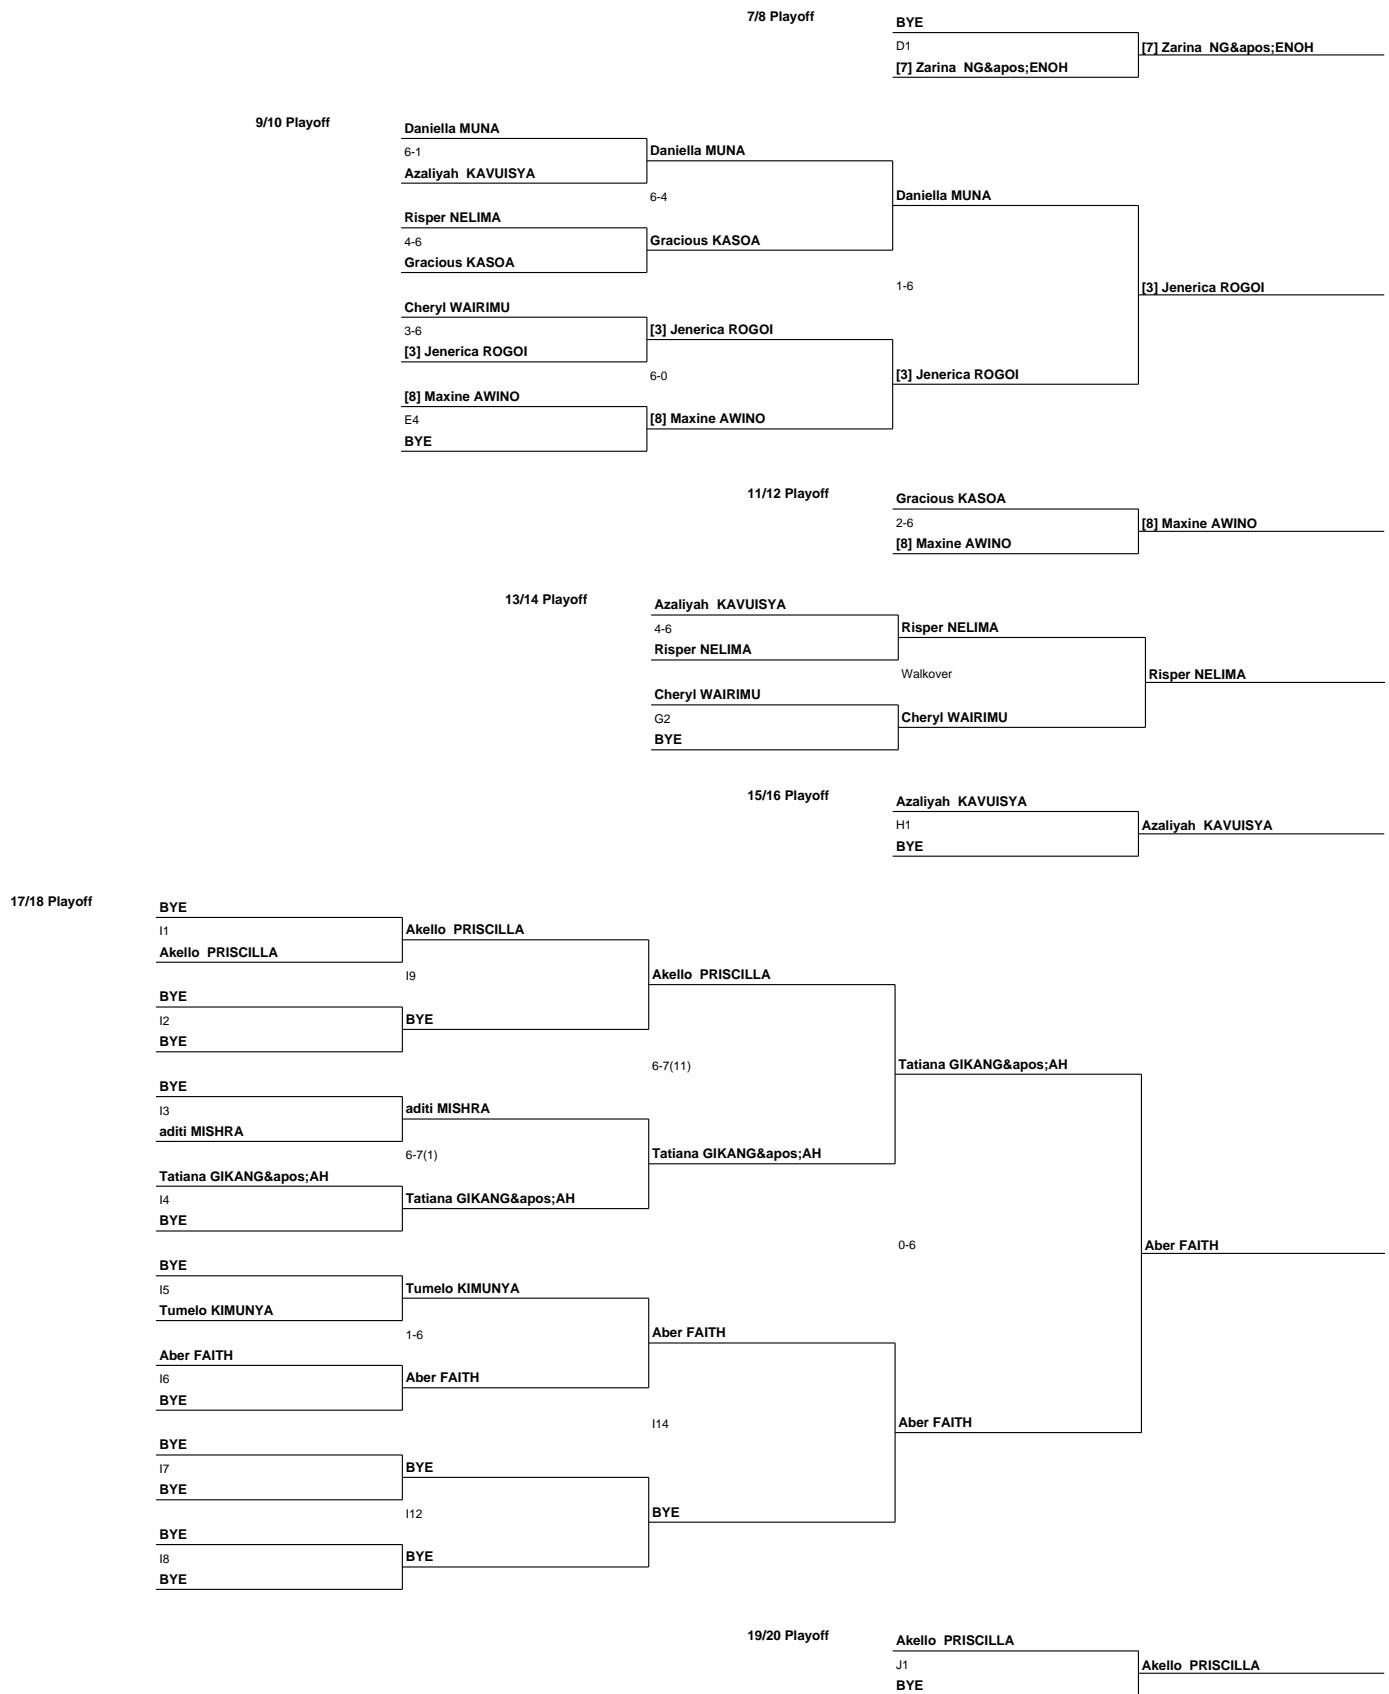 7/8 Playoff
BYE
D1
[7] Zarina  NG&apos;ENOH
[7] Zarina  NG&apos;ENOH
9/10 Playoff
Daniella MUNA
6-1
Daniella MUNA
Azaliyah  KAVUISYA
6-4
Daniella MUNA
Risper NELIMA
4-6
Gracious KASOA
Gracious KASOA
1-6
[3] Jenerica ROGOI
Cheryl WAIRIMU
3-6
[3] Jenerica ROGOI
[3] Jenerica ROGOI
6-0
[3] Jenerica ROGOI
[8] Maxine AWINO
E4
[8] Maxine AWINO
BYE
11/12 Playoff
Gracious KASOA
2-6
[8] Maxine AWINO
[8] Maxine AWINO
13/14 Playoff
Azaliyah  KAVUISYA
4-6
Risper NELIMA
Risper NELIMA
Walkover
Risper NELIMA
Cheryl WAIRIMU
G2
Cheryl WAIRIMU
BYE
15/16 Playoff
Azaliyah  KAVUISYA
H1
Azaliyah  KAVUISYA
BYE
17/18 Playoff
BYE
I1
Akello  PRISCILLA
Akello  PRISCILLA
I9
Akello  PRISCILLA
BYE
I2
BYE
BYE
6-7(11)
Tatiana GIKANG&apos;AH
BYE
I3
aditi MISHRA
aditi MISHRA
6-7(1)
Tatiana GIKANG&apos;AH
Tatiana GIKANG&apos;AH
I4
Tatiana GIKANG&apos;AH
BYE
0-6
Aber FAITH
BYE
I5
Tumelo KIMUNYA
Tumelo KIMUNYA
1-6
Aber FAITH
Aber FAITH
I6
Aber FAITH
BYE
I14
Aber FAITH
BYE
I7
BYE
BYE
I12
BYE
BYE
I8
BYE
BYE
19/20 Playoff
Akello  PRISCILLA
J1
Akello  PRISCILLA
BYE